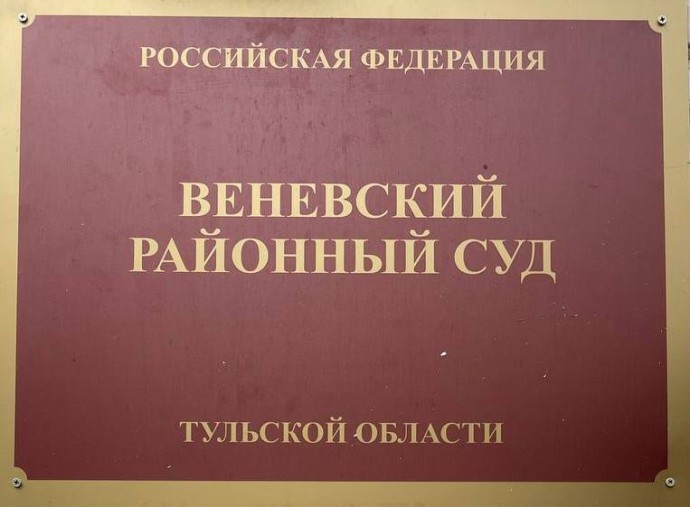 РОССИЙСКАЯ ФЕДЕРАЦИЯ
ВЕНЕВСКИЙ
РАЙОННЫЙ СУД
ТУЛЬСКОЙ ОБЛАСТИ